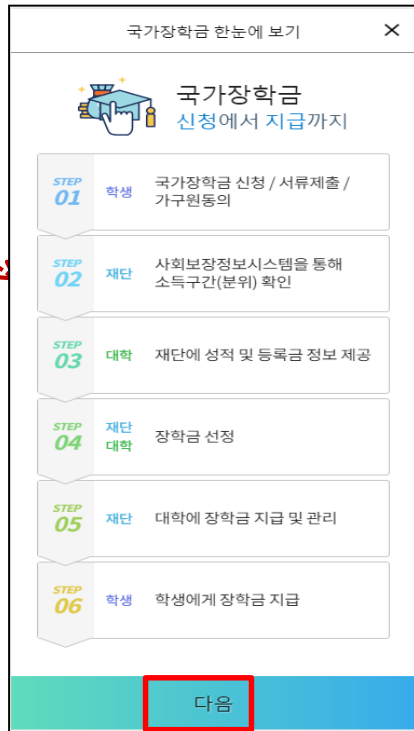 국가장학금 한눈에 보기 ×
국가장학금
신청에서 지급까지
STEP 01 학생 국가장학금 신청 / 서류제출 /
가구원동의
STEP 02 재단 사회보장정보시스템을 통해
소득구간(분위) 확인
STEP 03 대학 재단에 성적 및 등록금 정보 제공
STEP 04 재단 대학 장학금 선정
STEP 05 재단 대학에 장학금 지급 및 관리
STEP 06 학생 학생에게 장학금 지급
다음